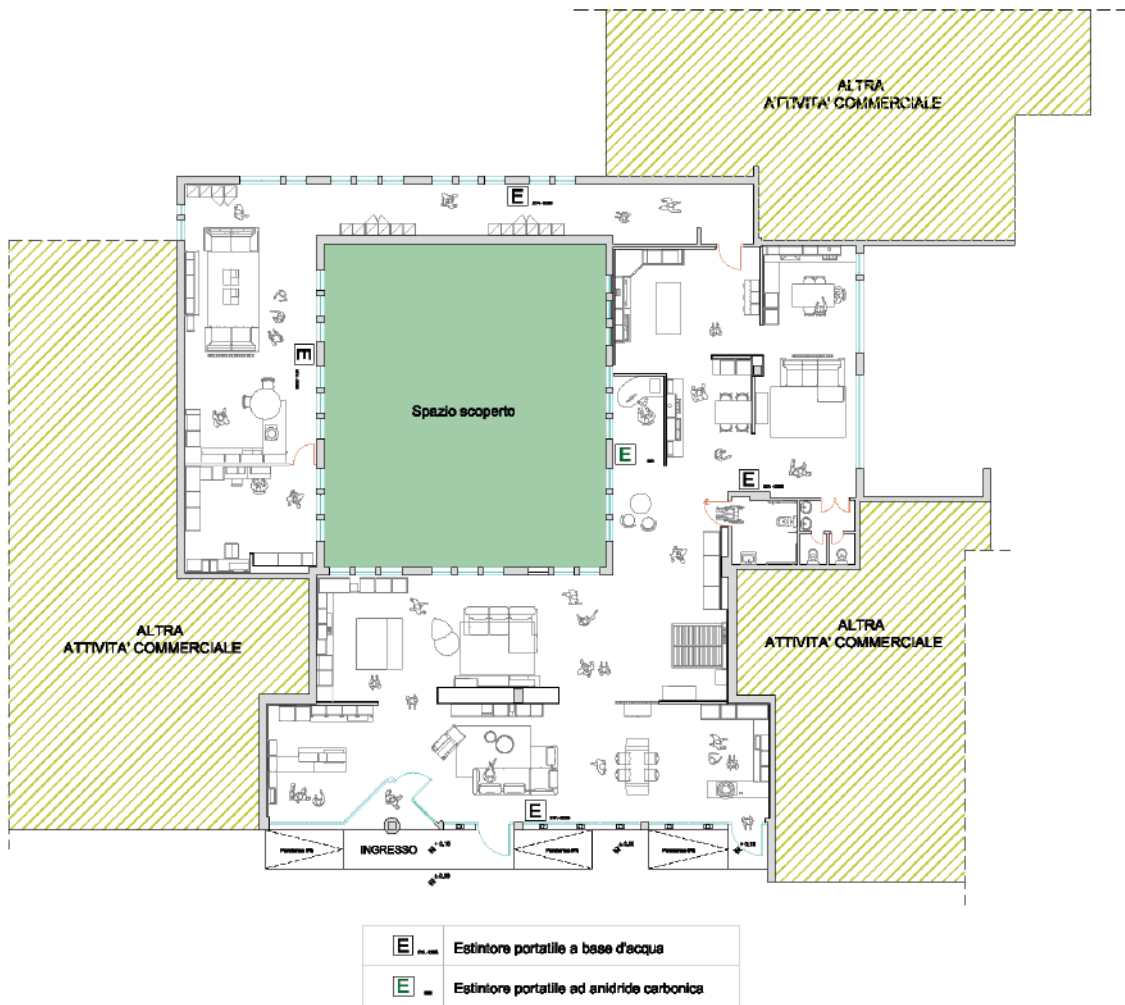 ALTRA
ATTIVITA' COMMERCIALE
E
E
Spazio scoperto
E
E
ALTRA
ATTIVITA' COMMERCIALE
ALTRA
ATTIVITA' COMMERCIALE
E
INGRESSO
E Estintore portatile a base d'acqua
E Estintore portatile ad anidride carbonica